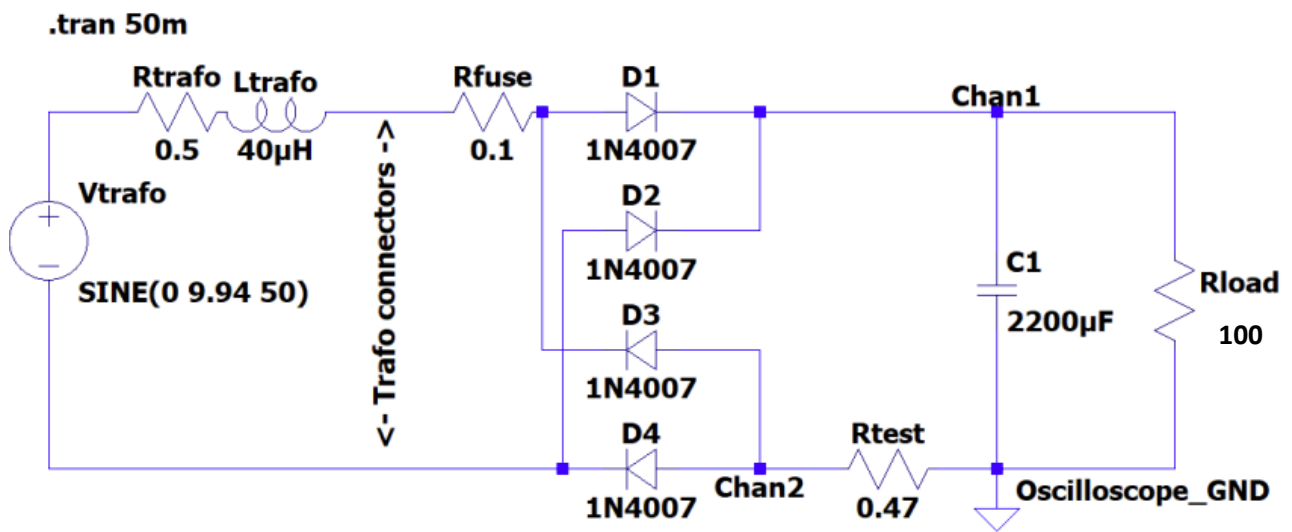 .tran 50m
Rtrafo
Ltrafo
Rfuse
D1
Chan1
0.5
40µH
0.1
1N4007
<- Trafo connectors ->
Vtrafo
D2
SINE(0 9.94 50)
1N4007
C1
Rload
2200µF
100
D3
1N4007
D4
Rtest
Chan2
Oscilloscope_GND
1N4007
0.47